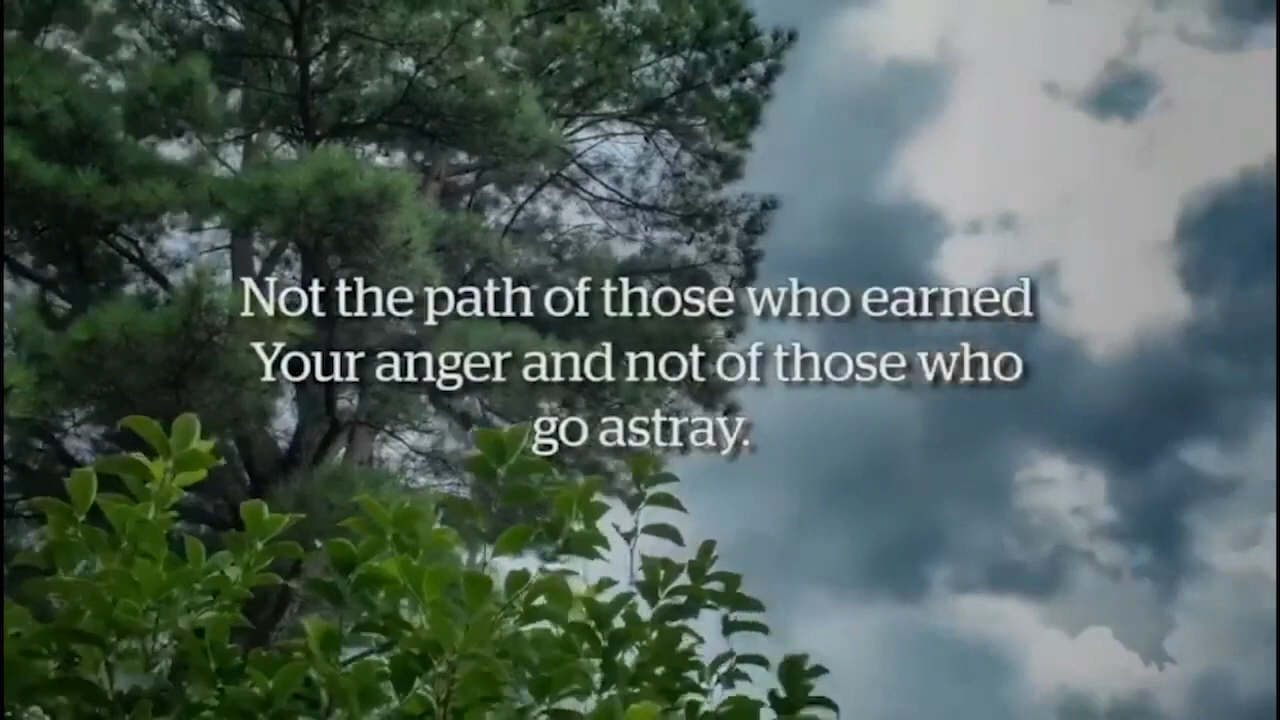 Not the path of those who earned
Your anger and not of those who
go astray.